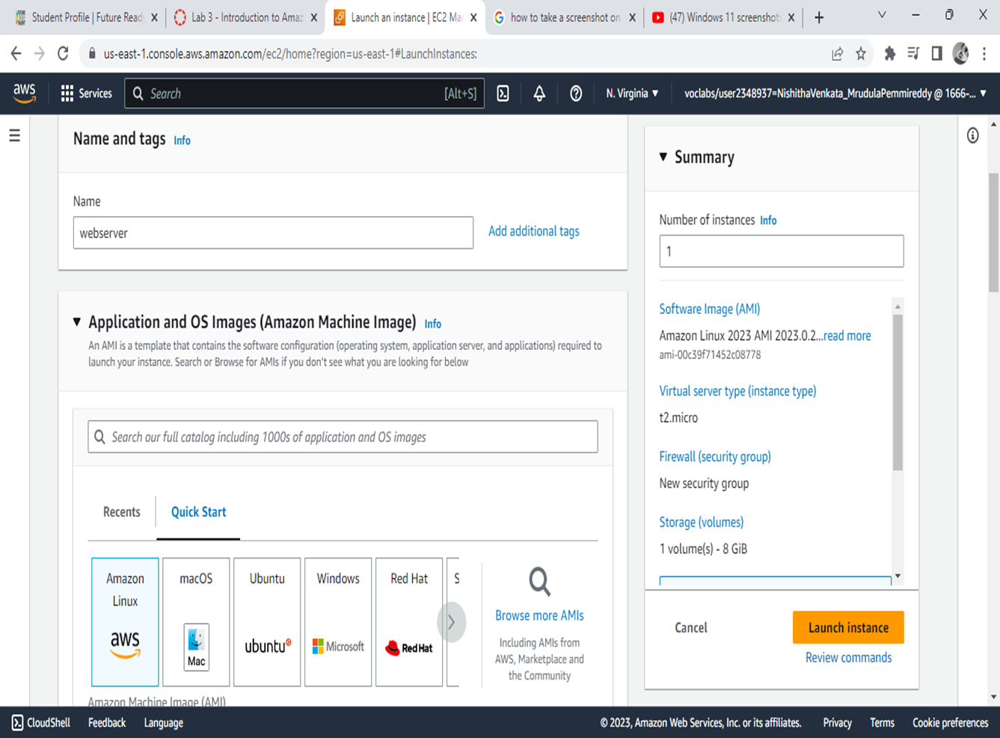 Student Profile | Future Read
Lab 3 - Introduction to Amaz
Launch an instance | EC2 Ma
how to take a screenshot on
(47) Windows 11 screenshots
us-east-1.console.aws.amazon.com/ec2/home?region=us-east-1#LaunchInstances:
aws
Services
Search
[Alt+S]
N. Virginia
voclabs/user2348937=NishithaVenkata_MrudulaPemmireddy @ 1666-...
Name and tags Info
Name
webserver
Add additional tags
Application and OS Images (Amazon Machine Image) Info
An AMI is a template that contains the software configuration (operating system, application server, and applications) required to
launch your instance. Search or Browse for AMIs if you don't see what you are looking for below
Search our full catalog including 1000s of application and OS images
Recents
Quick Start
Amazon
Linux
aws
macOS
Mac
Ubuntu
ubuntu
Windows
Microsoft
Red Hat
Red Hat
S
Browse more AMIs
Including AMIs from
AWS, Marketplace and
the Community
Amazon Machine Image (AMI)
Summary
Number of instances Info
1
Software Image (AMI)
Amazon Linux 2023 AMI 2023.0.2...read more
ami-00c39f71452c08778
Virtual server type (instance type)
t2.micro
Firewall (security group)
New security group
Storage (volumes)
1 volume(s) - 8 GiB
Cancel
Launch instance
Review commands
CloudShell
Feedback
Language
© 2023, Amazon Web Services, Inc. or its affiliates.
Privacy
Terms
Cookie preferences